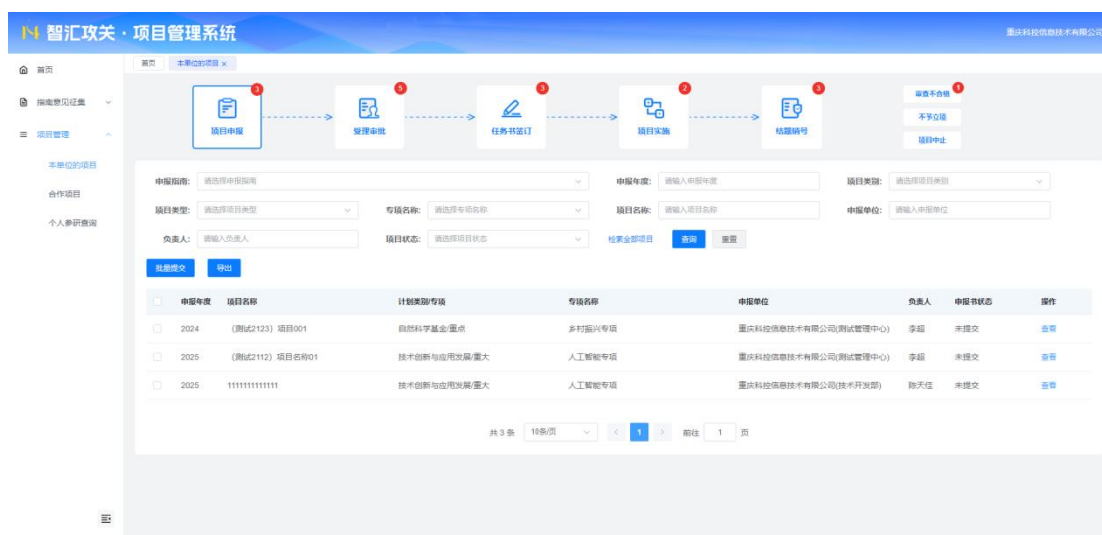 智汇攻关·项目管理系统
重庆科控信息技术有限公司
首页
指南意见征集
项目管理
本单位的项目
合作项目
个人参研查询
首页 本单位的项目 ×
3 5 3 2 3 1
项目申报 受理审批 任务书签订 项目实施 结题销号
审查不合格
不予立项
项目中止
申报指南: 请选择申报指南 申报年度: 请输入申报年度 项目类别: 请选择项目类别
项目类型: 请选择项目类型 专项名称: 请选择专项名称 项目名称: 请输入项目名称 申报单位: 请输入申报单位
负责人: 请输入负责人 项目状态: 请选择项目状态 检索全部项目 查询 重置
批量提交 导出
申报年度 项目名称 计划类别/专项 专项名称 申报单位 负责人 申报书状态 操作
2024 (测试2123) 项目001 自然科学基金/重点 乡村振兴专项 重庆科控信息技术有限公司(测试管理中心) 李超 未提交 查看
2025 (测试2112) 项目名称01 技术创新与应用发展/重大 人工智能专项 重庆科控信息技术有限公司(测试管理中心) 李超 未提交 查看
2025 1111111111111 技术创新与应用发展/重大 人工智能专项 重庆科控信息技术有限公司(技术开发部) 陈天佳 未提交 查看
共 3 条 10条/页 < 1 > 前往 1 页